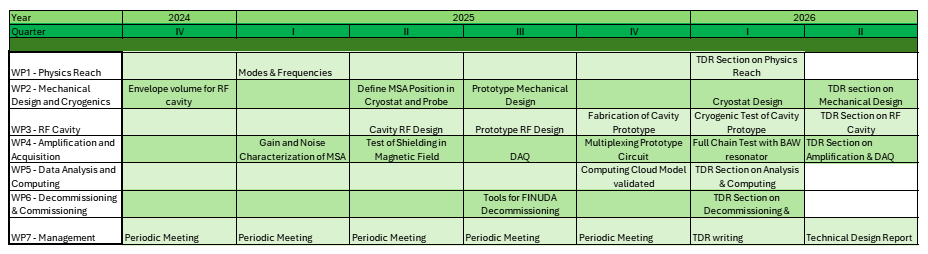 Year 2024 2025 2026
Quarter IV I II III IV I II
WP1 - Physics Reach Modes & Frequencies TDR Section on Physics
Reach
WP2 - Mechanical
Design and Cryogenics Envelope volume for RF
cavity Define MSA Position in
Cryostat and Probe Prototype Mechanical
Design Cryostat Design TDR section on
Mechanical Design
WP3 - RF Cavity Cavity RF Design Prototype RF Design Fabrication of Cavity
Prototype Cryogenic Test of Cavity
Protoype TDR Section on RF
Cavity
WP4 - Amplification and
Acquisition Gain and Noise
Characterization of MSA Test of Shielding in
Magnetic Field DAQ Multiplexing Prototype
Circuit Full Chain Test with BAW
resonator TDR Section on
Amplification & DAQ
WP5 - Data Analysis and
Computing Computing Cloud Model
validated TDR Section on Analysis
& Computing
WP6 - Decommissioning
& Commissioning Tools for FINUDA
Decommissioning TDR Section on
Decommissioning &
WP7 - Management Periodic Meeting Periodic Meeting Periodic Meeting Periodic Meeting Periodic Meeting TDR writing Technical Design Report